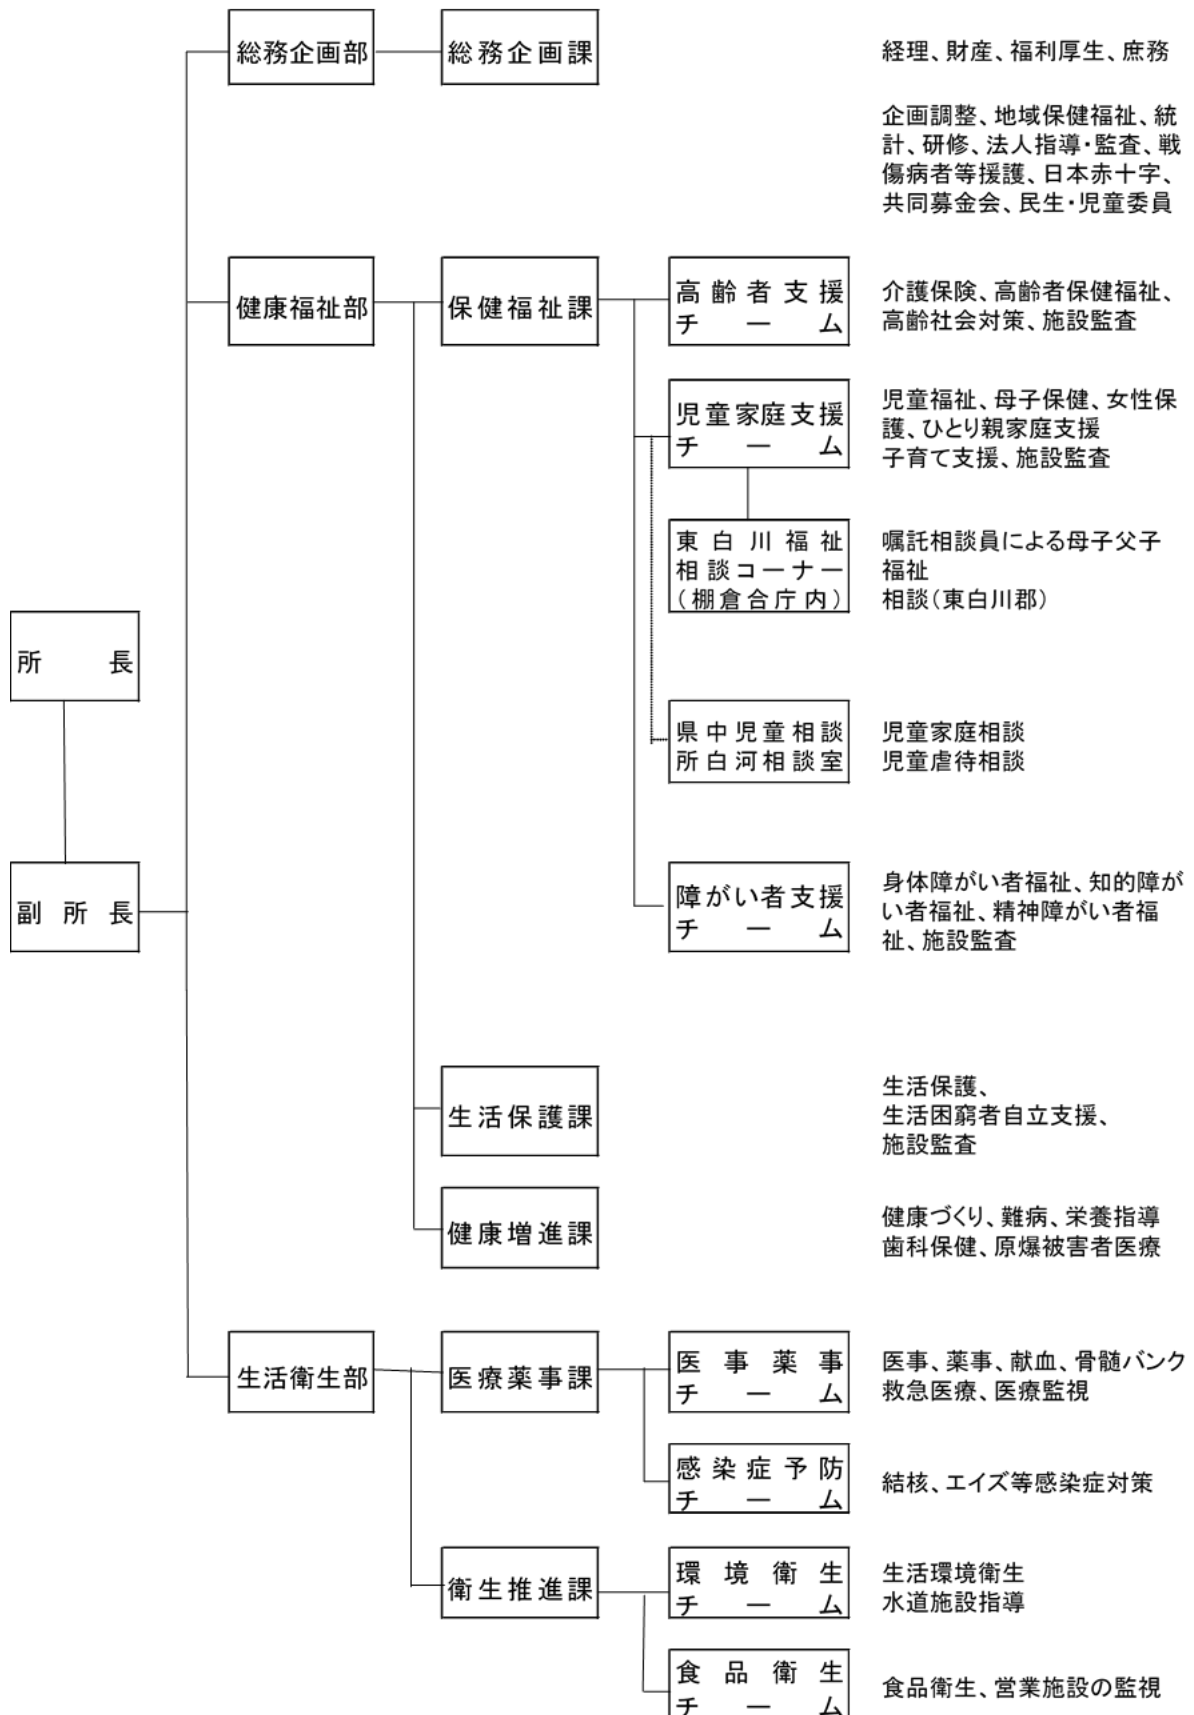 総務企画部
総務企画課
経理、財産、福利厚生、庶務
企画調整、地域保健福祉、統
計、研修、法人指導・監査、戦
傷病者等援護、日本赤十字、
共同募金会、民生・児童委員
健康福祉部
保健福祉課
高齢者支援
チーム
介護保険、高齢者保健福祉、
高齢社会対策、施設監査
児童家庭支援
チーム
児童福祉、母子保健、女性保
護、ひとり親家庭支援
子育て支援、施設監査
東白川福祉
相談コーナー
(棚倉合庁内)
嘱託相談員による母子父子
福祉
相談(東白川郡)
所長
県中児童相談
所白河相談室
児童家庭相談
児童虐待相談
副所長
障がい者支援
チーム
身体障がい者福祉、知的障が
い者福祉、精神障がい者福
祉、施設監査
生活保護課
生活保護、
生活困窮者自立支援、
施設監査
健康増進課
健康づくり、難病、栄養指導
歯科保健、原爆被害者医療
生活衛生部
医療薬事課
医事薬事
チーム
医事、薬事、献血、骨髄バンク
救急医療、医療監視
感染症予防
チーム
結核、エイズ等感染症対策
衛生推進課
環境衛生
チーム
生活環境衛生
水道施設指導
食品衛生
チーム
食品衛生、営業施設の監視